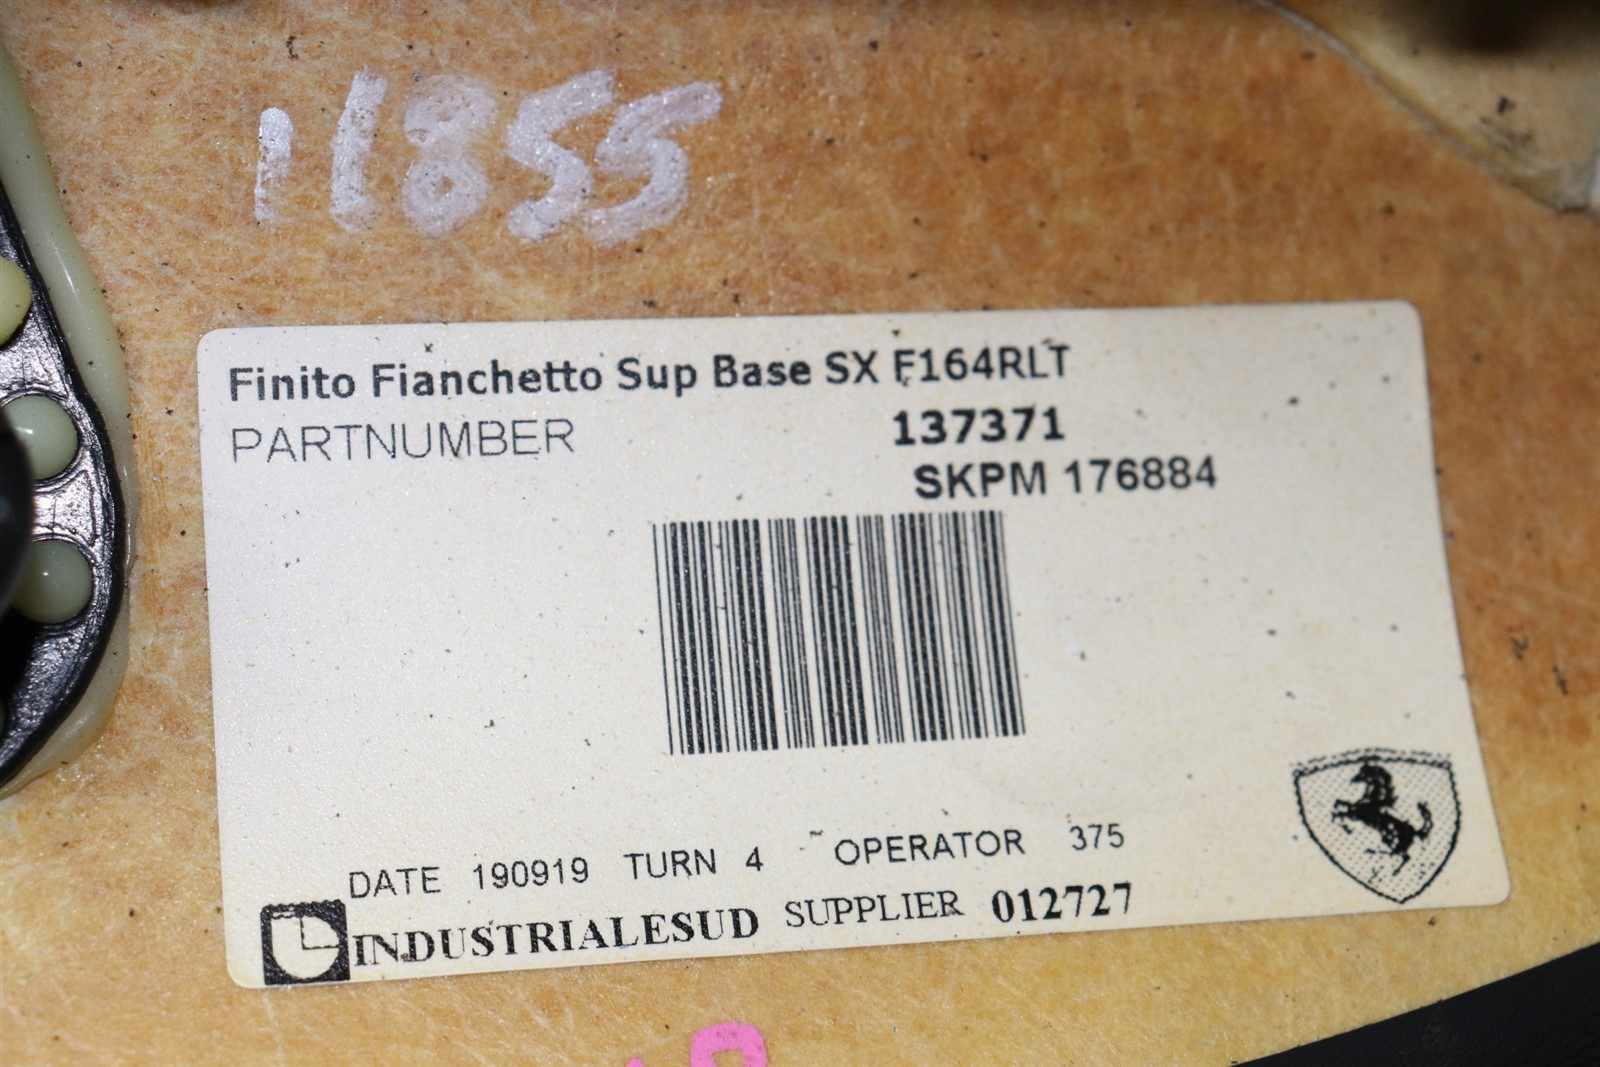 11855
Finito Fianchetto Sup Base SX F164RLT
PARTNUMBER 137371
SKPM 176884
DATE 190919 TURN 4 OPERATOR 375
INDUSTRIALESUD SUPPLIER 012727